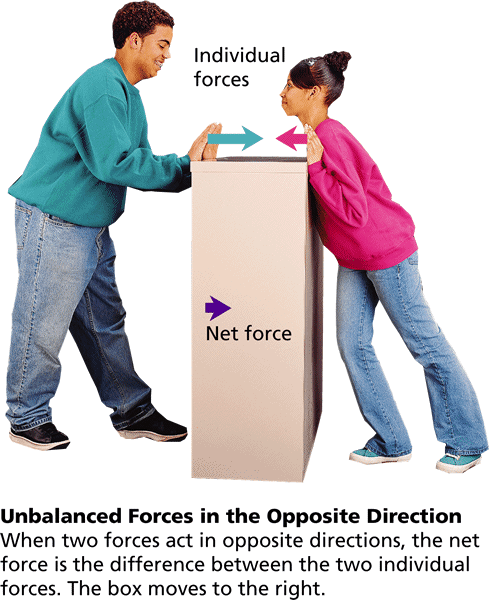 Individual
forces
Net force
Unbalanced Forces in the Opposite Direction
When two forces act in opposite directions, the net
force is the difference between the two individual
forces. The box moves to the right.